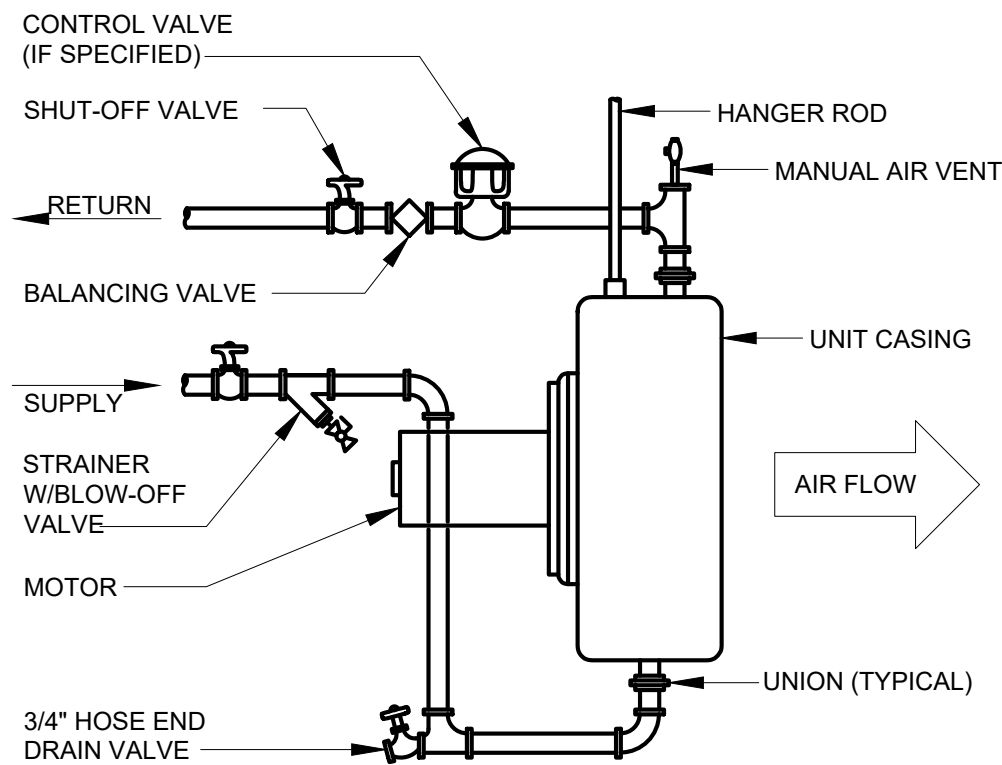 CONTROL VALVE
(IF SPECIFIED)
SHUT-OFF VALVE
HANGER ROD
MANUAL AIR VENT
RETURN
BALANCING VALVE
UNIT CASING
SUPPLY
STRAINER
W/BLOW-OFF
VALVE
AIR FLOW
MOTOR
UNION (TYPICAL)
3/4" HOSE END
DRAIN VALVE